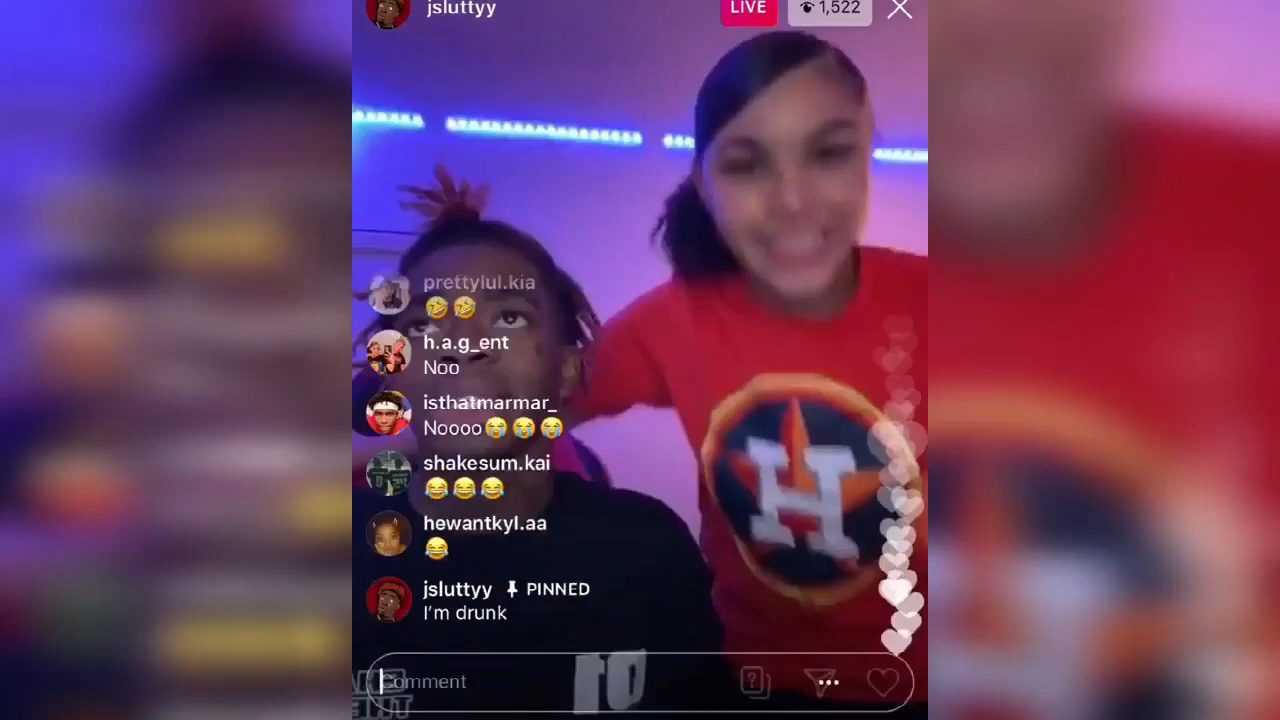 jsluttyy
LIVE
1,522
prettylul.kia
🤣🤣
h.a.g_ent
Noo
isthatmarmar_
Noooo😭😭😭
shakesum.kai
😂😂😂
hewantkyl.aa
😂
jsluttyy PINNED
I'm drunk
Comment
H